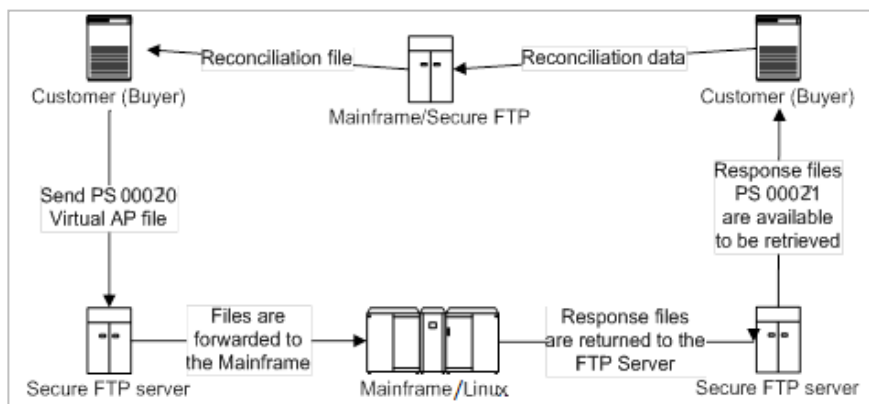 Reconciliation file
Reconciliation data
Customer (Buyer)
Mainframe/Secure FTP
Customer (Buyer)
Send PS 00020
Virtual AP file
Response files
PS 00021
are available
to be retrieved
Files are
forwarded to
the Mainframe
Response files
are returned to the
FTP Server
Secure FTP server
Mainframe/Linux
Secure FTP server